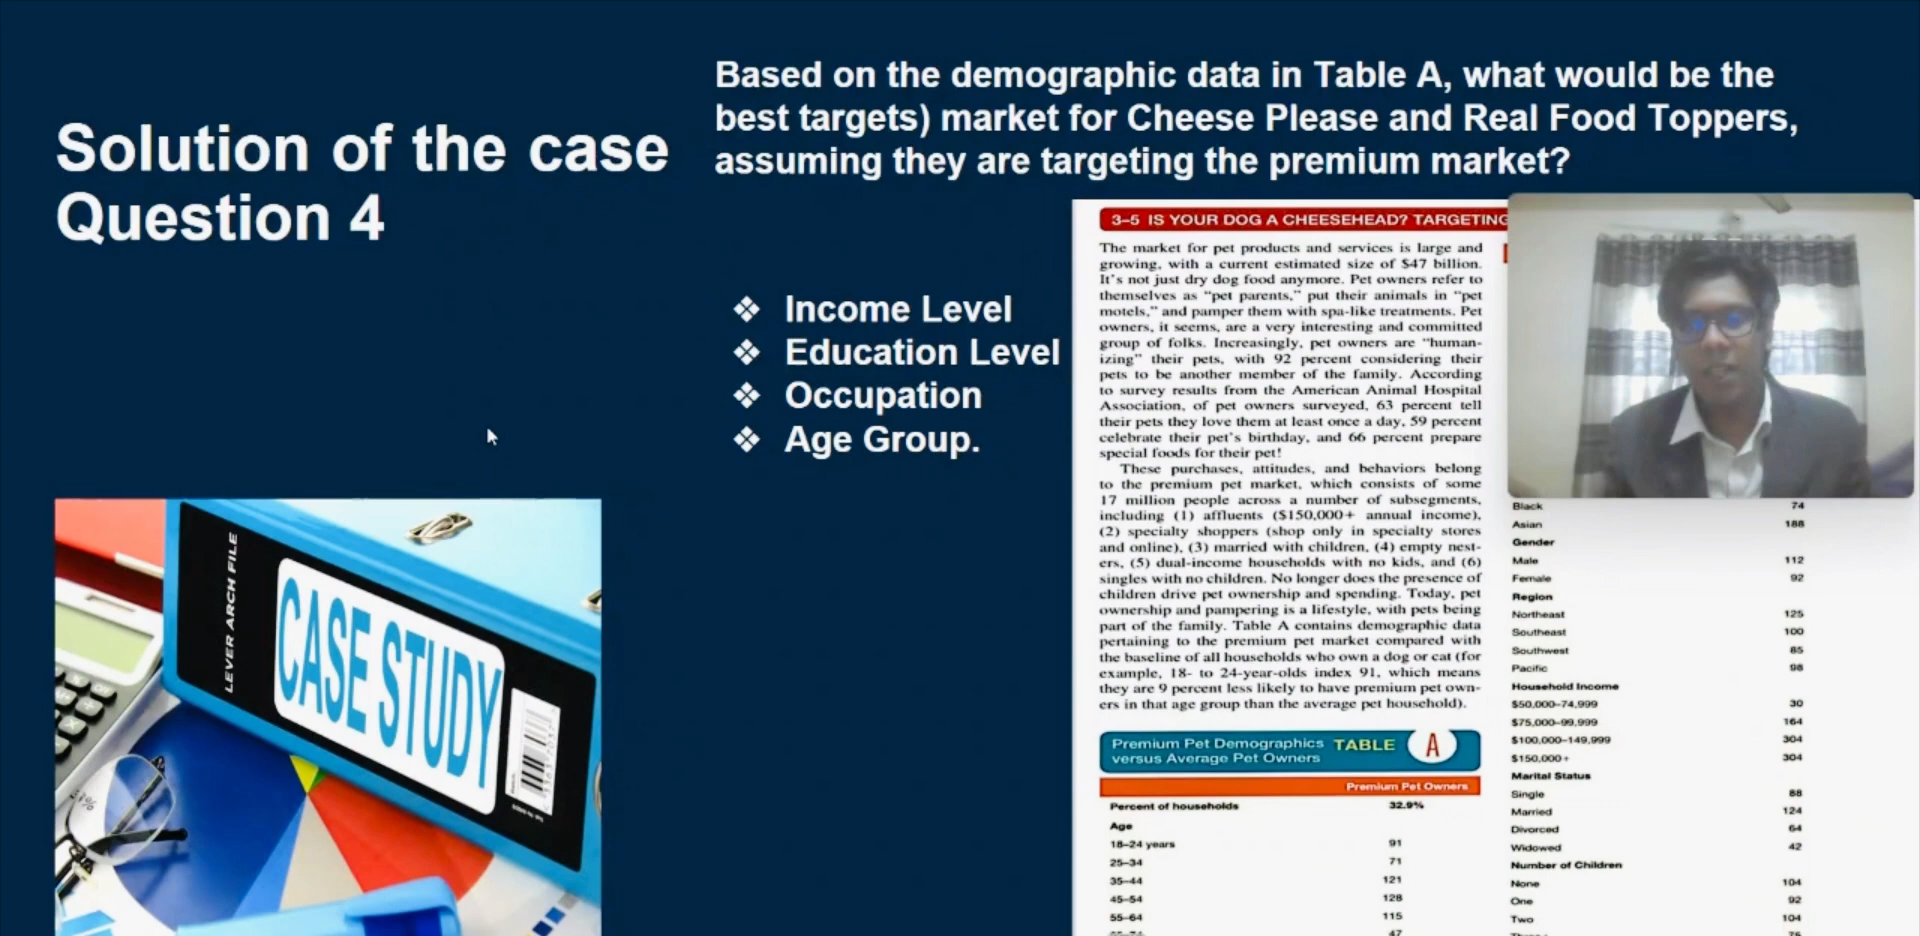 Solution of the case
Question 4
Based on the demographic data in Table A, what would be the
best targets) market for Cheese Please and Real Food Toppers,
assuming they are targeting the premium market?
❖ Income Level
❖ Education Level
❖ Occupation
❖ Age Group.
LEVER ARCH FILE
CASE STUDY
3–5 IS YOUR DOG A CHEESEHEAD? TARGETING
The market for pet products and services is large and
growing, with a current estimated size of $47 billion.
It's not just dry dog food anymore. Pet owners refer to
themselves as "pet parents," put their animals in "pet
motels," and pamper them with spa-like treatments. Pet
owners, it seems, are a very interesting and committed
group of folks. Increasingly, pet owners are "human-
izing" their pets, with 92 percent considering their
pets to be another member of the family. According
to survey results from the American Animal Hospital
Association, of pet owners surveyed, 63 percent tell
their pets they love them at least once a day, 59 percent
celebrate their pet's birthday, and 66 percent prepare
special foods for their pet!
These purchases, attitudes, and behaviors belong
to the premium pet market, which consists of some
17 million people across a number of subsegments,
including (1) affluents ($150,000+ annual income),
(2) specialty shoppers (shop only in specialty stores
and online), (3) married with children, (4) empty nest-
ers, (5) dual-income households with no kids, and (6)
singles with no children. No longer does the presence of
children drive pet ownership and spending. Today, pet
ownership and pampering is a lifestyle, with pets being
part of the family. Table A contains demographic data
pertaining to the premium pet market compared with
the baseline of all households who own a dog or cat (for
example, 18- to 24-year-olds index 91, which means
they are 9 percent less likely to have premium pet own-
ers in that age group than the average pet household).
Premium Pet Demographics
versus Average Pet Owners
TABLE A
Premium Pet Owners
Percent of households 32.9%
Age
18–24 years 91
25–34 71
35–44 121
45–54 128
55–64 115
47
Black 74
Asian 188
Gender
Male 112
Female 92
Region
Northeast 125
Southeast 100
Southwest 85
Pacific 98
Household Income
$50,000–74,999 30
$75,000–99,999 164
$100,000–149,999 304
$150,000+ 304
Marital Status
Single 88
Married 124
Divorced 64
Widowed 42
Number of Children
None 104
One 92
Two 104